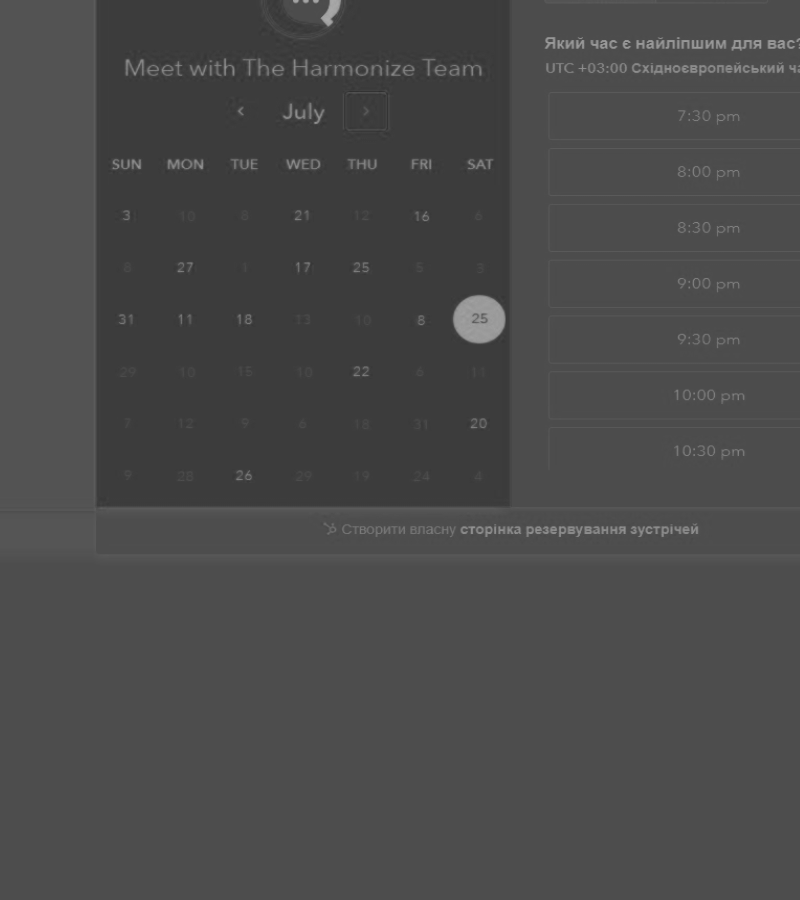 Meet with The Harmonize Team
‹ July ›
SUN MON TUE WED THU FRI SAT
3 10 8 21 12 16 6
8 27 1 17 25 5 3
31 11 18 13 10 8 25
29 10 15 10 22 6 11
7 12 9 6 18 31 20
9 28 26 29 19 24 4
Який час є найліпшим для вас?
UTC +03:00 Східноєвропейський ча
7:30 pm
8:00 pm
8:30 pm
9:00 pm
9:30 pm
10:00 pm
10:30 pm
Створити власну сторінка резервування зустрічей